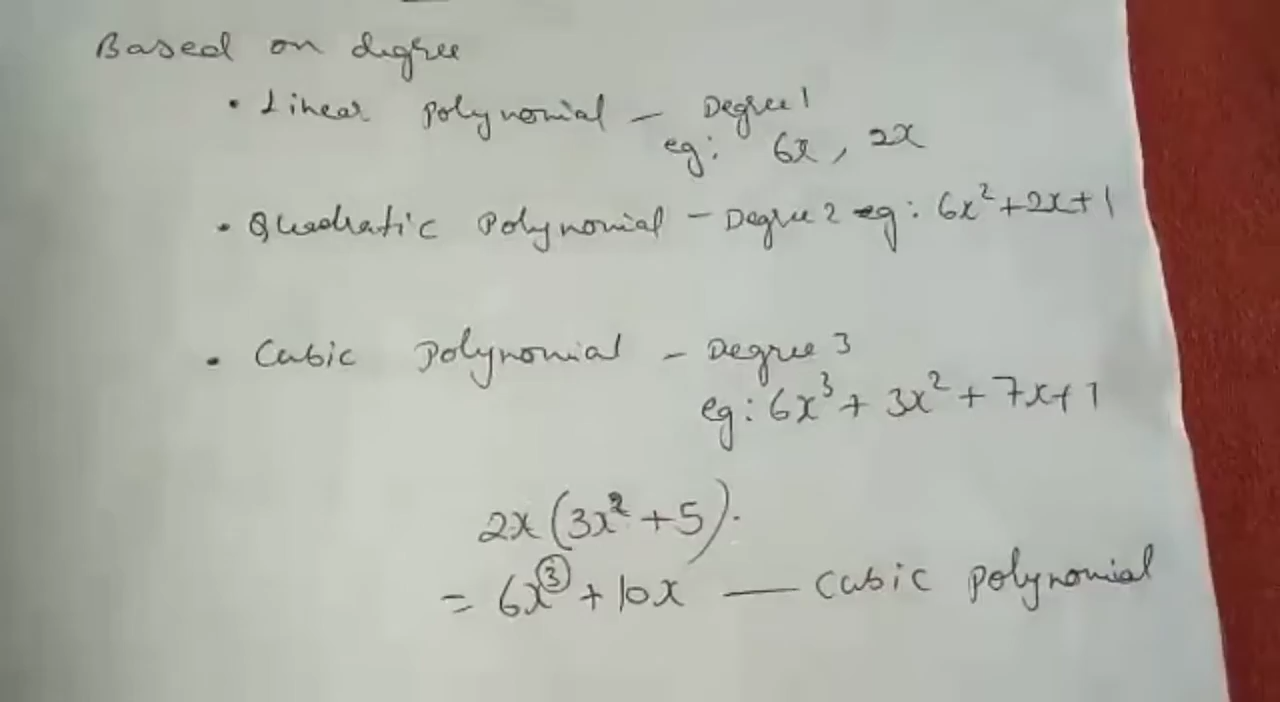 Based on degree
• Linear Polynomial – Degree 1
eg: 6x, 2x
• Quadratic Polynomial – Degree 2 eg: 6x² + 2x + 1
• Cubic Polynomial – Degree 3
eg: 6x³ + 3x² + 7x + 1
2x (3x² + 5).
= 6x³ + 10x — Cubic polynomial